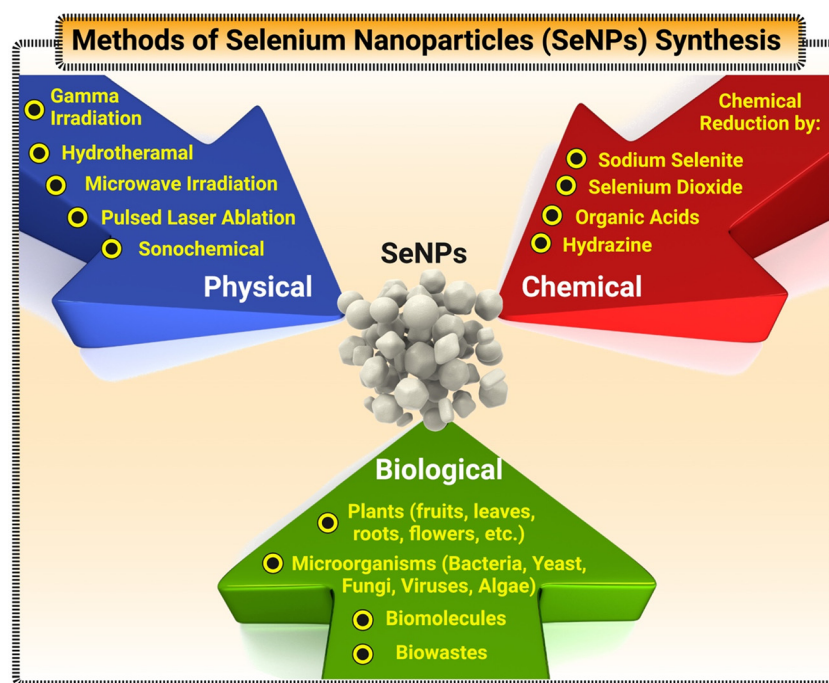 Methods of Selenium Nanoparticles (SeNPs) Synthesis
Gamma
Irradiation
Hydrotheramal
Microwave Irradiation
Pulsed Laser Ablation
Sonochemical
Physical
Chemical
Reduction by:
Sodium Selenite
Selenium Dioxide
Organic Acids
Hydrazine
Chemical
SeNPs
Biological
Plants (fruits, leaves,
roots, flowers, etc.)
Microorganisms (Bacteria, Yeast,
Fungi, Viruses, Algae)
Biomolecules
Biowastes